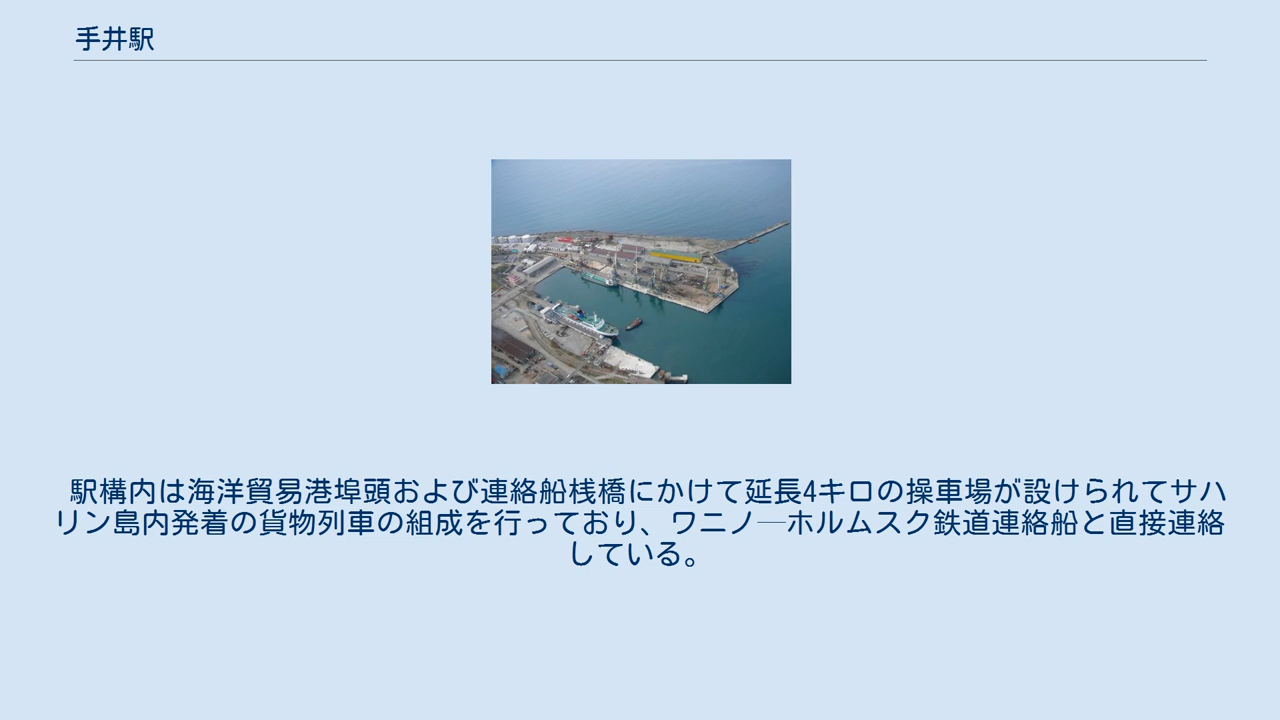 手井駅
駅構内は海洋貿易港埠頭および連絡船桟橋にかけて延長4キロの操車場が設けられてサハ
リン島内発着の貨物列車の組成を行っており、ワニノ─ホルムスク鉄道連絡船と直接連絡
している。